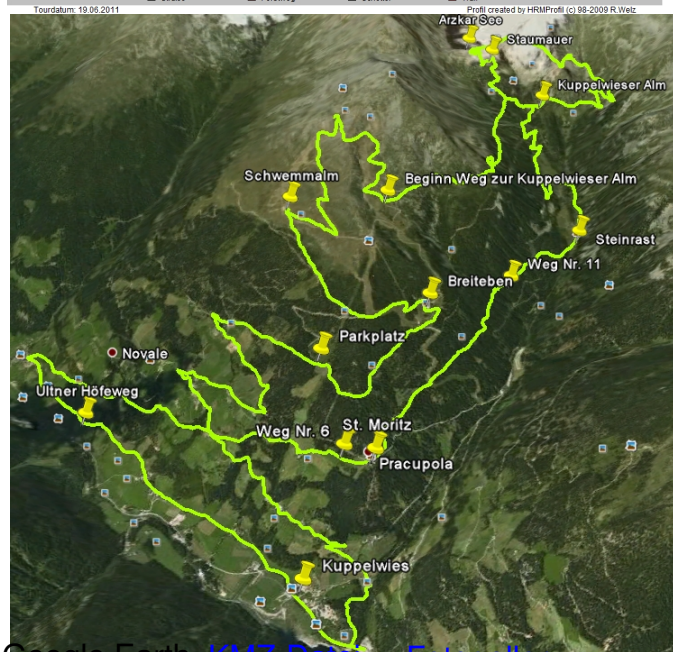 Tourdatum: 19.06.2011
Profil created by HRMProfil (c) 98-2009 R.Welz
Arzkar See
Staumauer
Kuppelwieser Alm
Schwemmalm
Beginn Weg zur Kuppelwieser Alm
Steinrast
Weg Nr. 11
Breiteben
Parkplatz
Novale
Ultner Höfeweg
Weg Nr. 6
St. Moritz
Pracupola
Kuppelwies